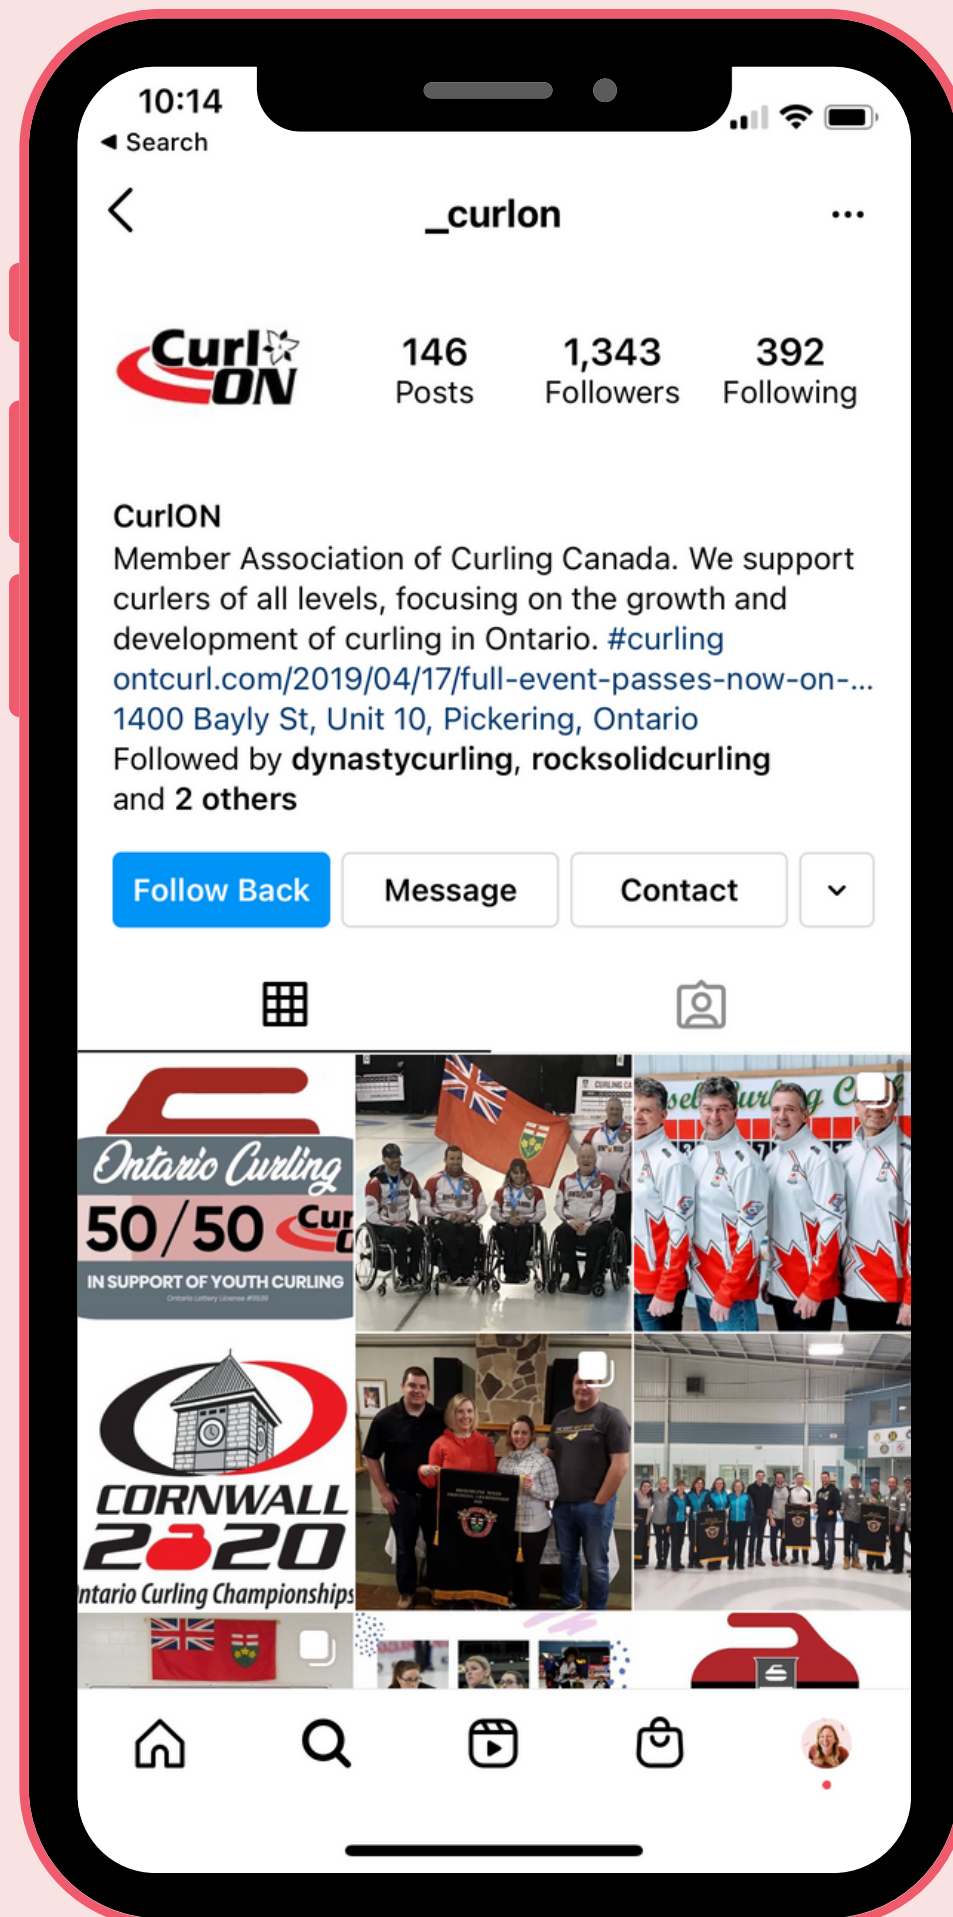 10:14
Search
_curlon
Curl
ON
146
Posts
1,343
Followers
392
Following
CurlON
Member Association of Curling Canada. We support
curlers of all levels, focusing on the growth and
development of curling in Ontario. #curling
ontcurl.com/2019/04/17/full-event-passes-now-on-...
1400 Bayly St, Unit 10, Pickering, Ontario
Followed by dynastycurling, rocksolidcurling
and 2 others
Follow Back
Message
Contact
Ontario Curling
50/50
Cur
IN SUPPORT OF YOUTH CURLING
CURLING CA
ONTARIO
CORNWALL
2020
ntario Curling Championships